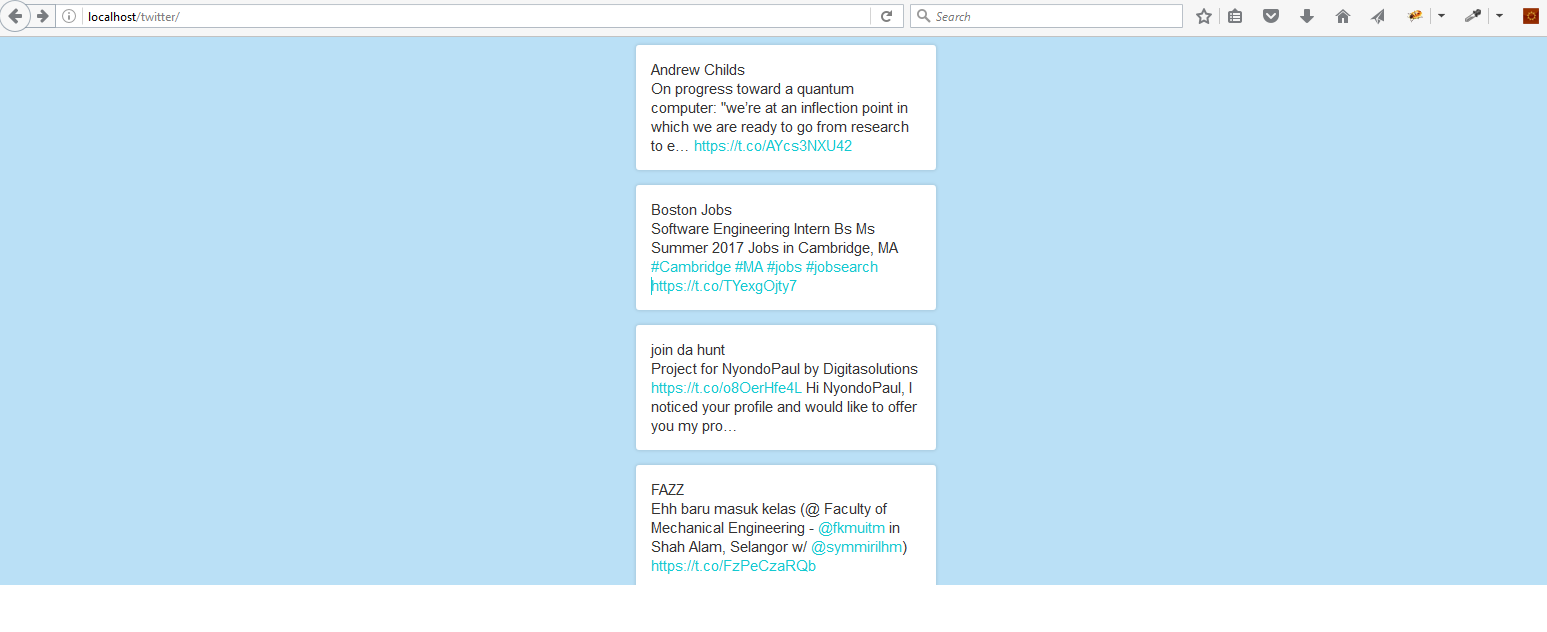 localhost/twitter/
Search
Andrew Childs
On progress toward a quantum
computer: "we’re at an inflection point in
which we are ready to go from research
to e… https://t.co/AYcs3NXU42
Boston Jobs
Software Engineering Intern Bs Ms
Summer 2017 Jobs in Cambridge, MA
#Cambridge #MA #jobs #jobsearch
https://t.co/TYexgOjty7
join da hunt
Project for NyondoPaul by Digitasolutions
https://t.co/o8OerHfe4L Hi NyondoPaul, I
noticed your profile and would like to offer
you my pro…
FAZZ
Ehh baru masuk kelas (@ Faculty of
Mechanical Engineering - @fkmuitm in
Shah Alam, Selangor w/ @symmirilhm)
https://t.co/FzPeCzaRQb